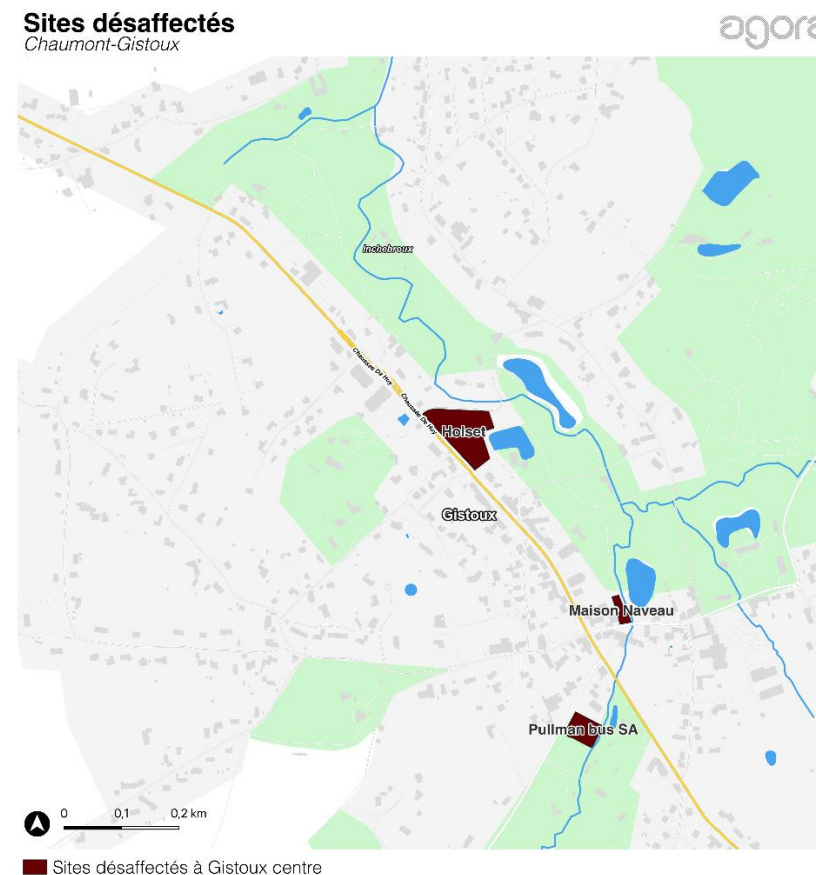 Sites désaffectés
Chaumont-Gistoux
agora
Inchebroux
Chaussée De Huy
Chaussée De Huy
Holset
Gistoux
Maison Naveau
Pullman bus SA
0 0,1 0,2 km
Sites désaffectés à Gistoux centre